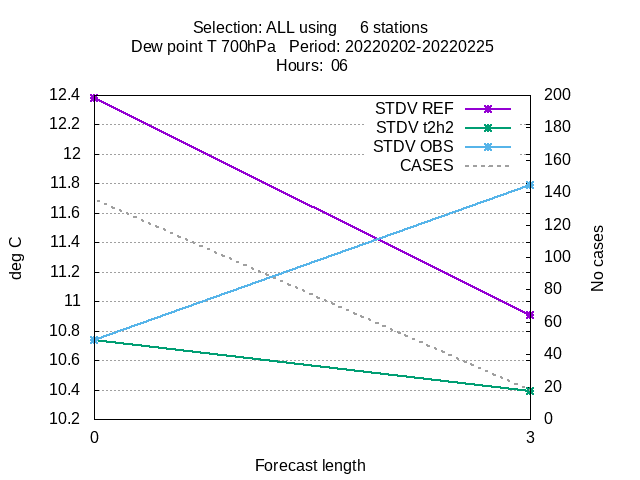 Selection: ALL using 6 stations
Dew point T 700hPa Period: 20220202-20220225
Hours: 06
12.4
12.2
12
11.8
11.6
11.4
11.2
11
10.8
10.6
10.4
10.2
deg C
STDV REF
STDV t2h2
STDV OBS
CASES
200
180
160
140
120
100
80
60
40
20
0
No cases
0
3
Forecast length